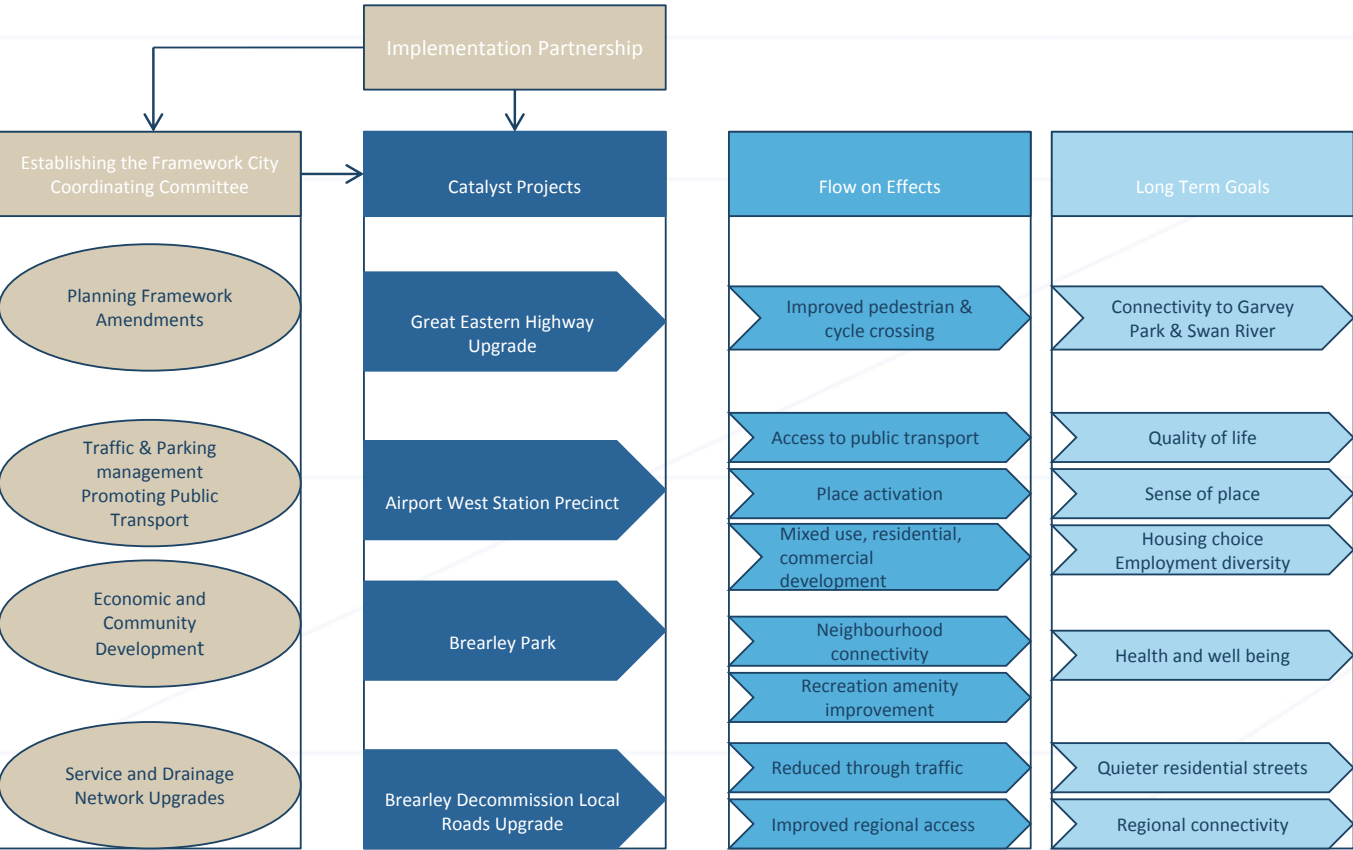 Implementation Partnership
Establishing the Framework City
Coordinating Committee
Planning Framework
Amendments
Traffic & Parking
management
Promoting Public
Transport
Economic and
Community
Development
Service and Drainage
Network Upgrades
Catalyst Projects
Great Eastern Highway
Upgrade
Airport West Station Precinct
Brearley Park
Brearley Decommission Local
Roads Upgrade
Flow on Effects
Improved pedestrian &
cycle crossing
Access to public transport
Place activation
Mixed use, residential,
commercial
development
Neighbourhood
connectivity
Recreation amenity
improvement
Reduced through traffic
Improved regional access
Long Term Goals
Connectivity to Garvey
Park & Swan River
Quality of life
Sense of place
Housing choice
Employment diversity
Health and well being
Quieter residential streets
Regional connectivity